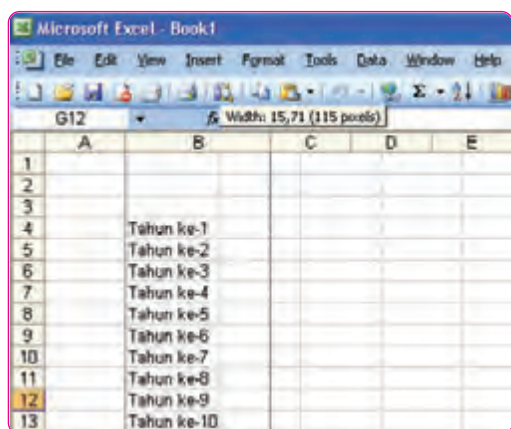 Microsoft Excel - Book1
File Edit View Insert Format Tools Data Window Help
Σ
G12 fx Width: 15,71 (115 pixels)
A B C D E
1
2
3
4 Tahun ke-1
5 Tahun ke-2
6 Tahun ke-3
7 Tahun ke-4
8 Tahun ke-5
9 Tahun ke-6
10 Tahun ke-7
11 Tahun ke-8
12 Tahun ke-9
13 Tahun ke-10